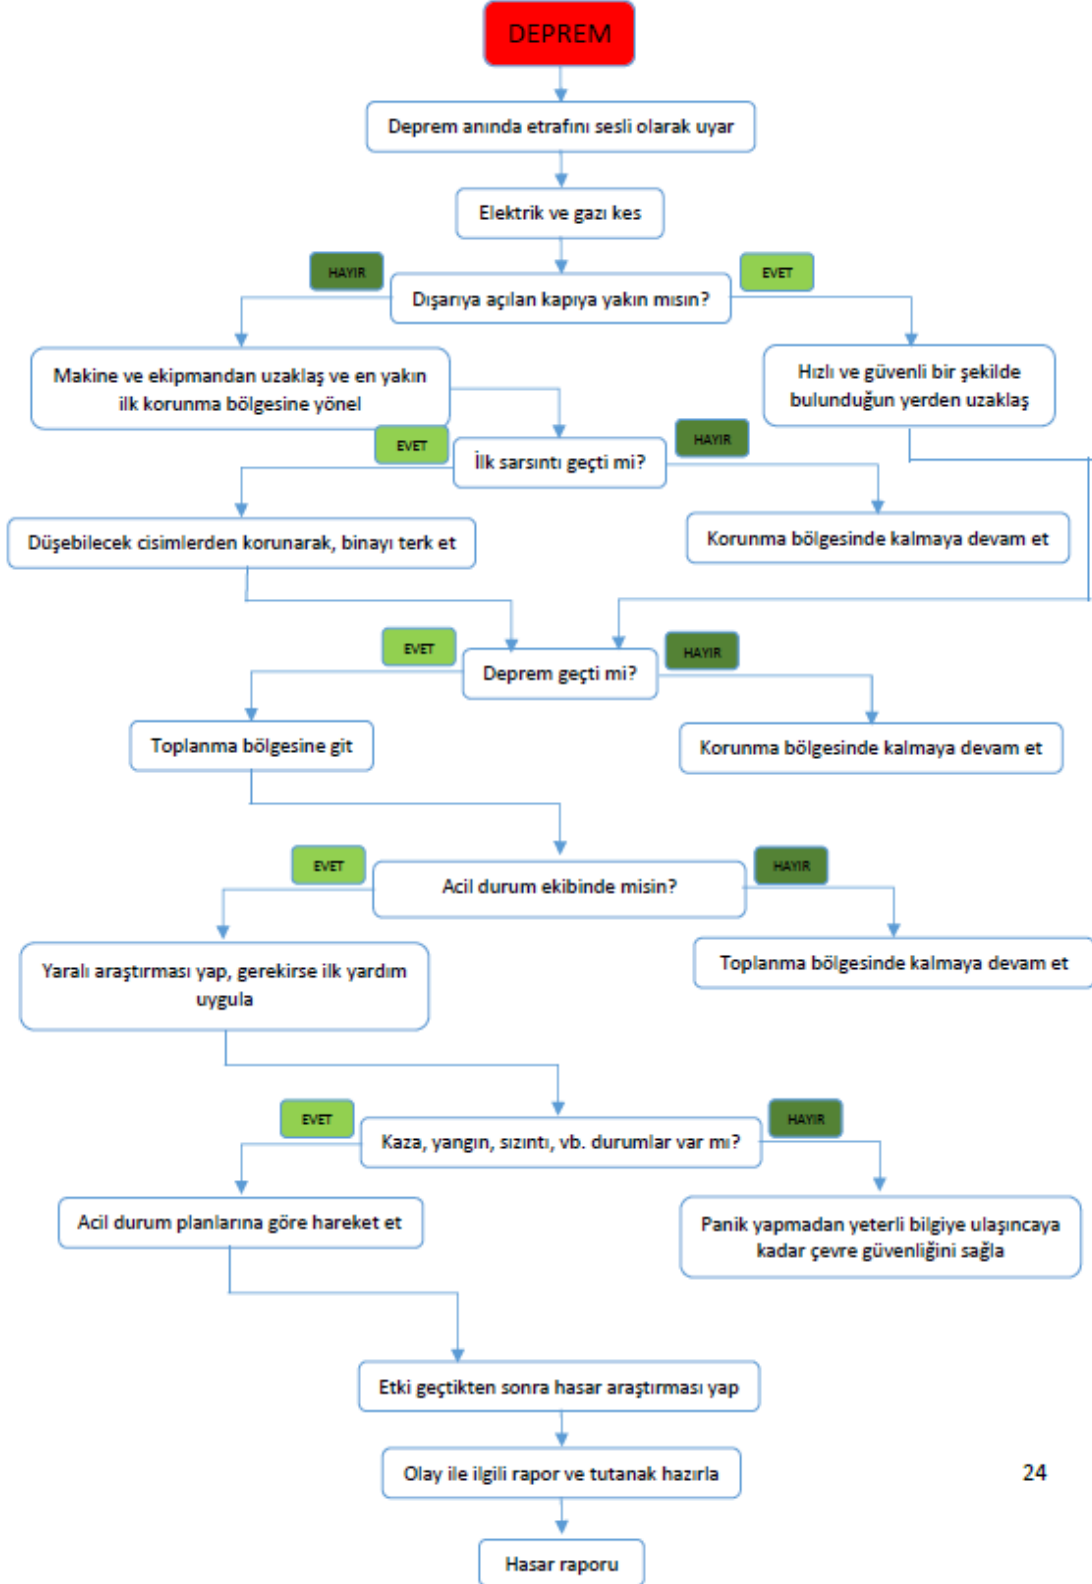 DEPREM
Deprem anında etrafını sesli olarak uyar
Elektrik ve gazı kes
HAYIR
EVET
Dışarıya açılan kapıya yakın mısın?
Makine ve ekipmandan uzaklaş ve en yakın
ilk korunma bölgesine yönel
Hızlı ve güvenli bir şekilde
bulunduğun yerden uzaklaş
EVET
HAYIR
İlk sarsıntı geçti mi?
Düşebilecek cisimlerden korunarak, binayı terk et
Korunma bölgesinde kalmaya devam et
EVET
HAYIR
Deprem geçti mi?
Toplanma bölgesine git
Korunma bölgesinde kalmaya devam et
EVET
HAYIR
Acil durum ekibinde misin?
Yaralı araştırması yap, gerekirse ilk yardım
uygula
Toplanma bölgesinde kalmaya devam et
EVET
HAYIR
Kaza, yangın, sızıntı, vb. durumlar var mı?
Acil durum planlarına göre hareket et
Panik yapmadan yeterli bilgiye ulaşıncaya
kadar çevre güvenliğini sağla
Etki geçtikten sonra hasar araştırması yap
Olay ile ilgili rapor ve tutanak hazırla
24
Hasar raporu